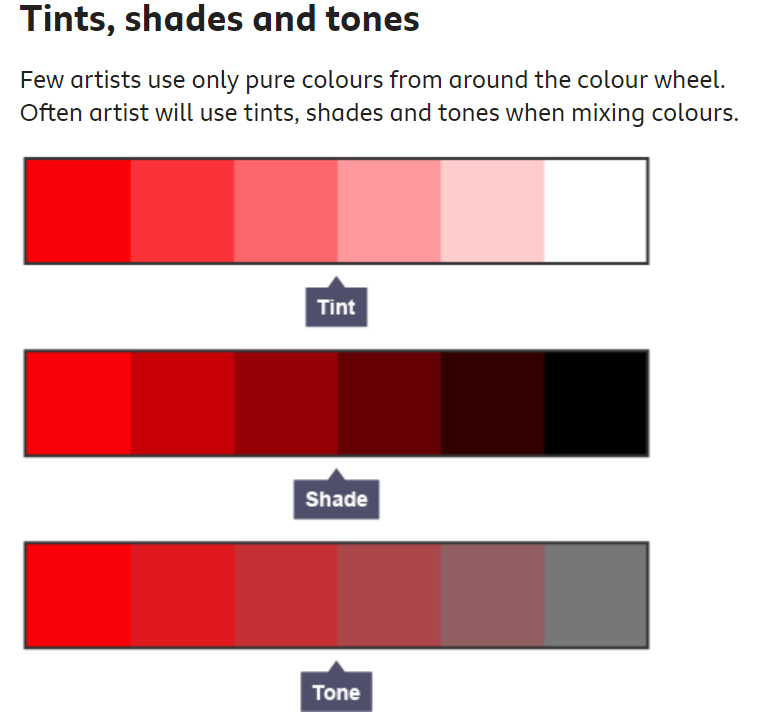 Tints, shades and tones
Few artists use only pure colours from around the colour wheel.
Often artist will use tints, shades and tones when mixing colours.
Tint
Shade
Tone